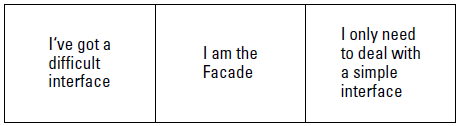 I've got a
difficult
interface
I am the
Facade
I only need
to deal with
a simple
interface